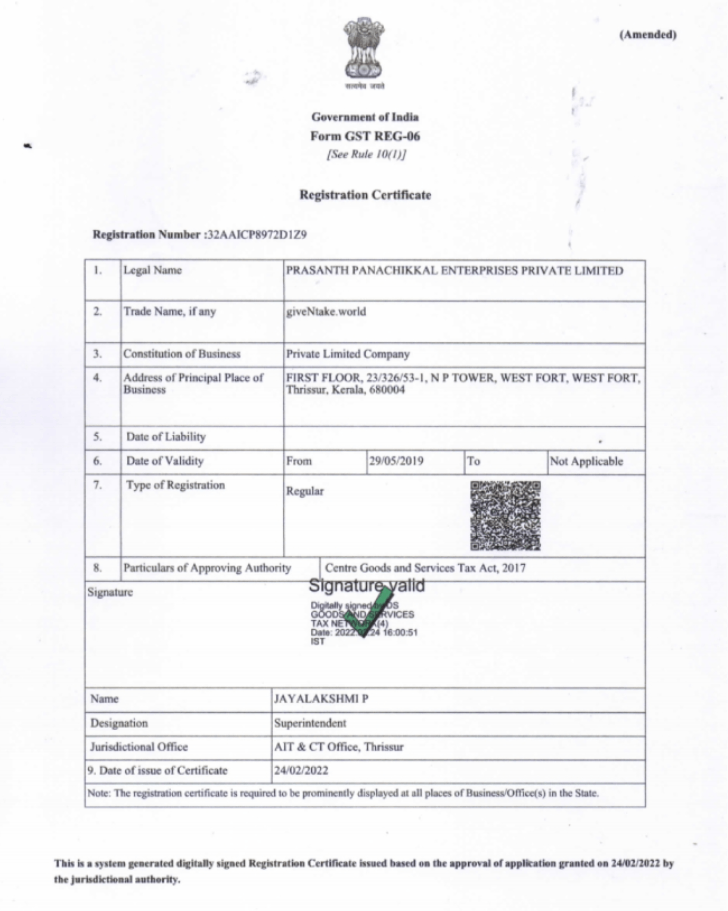 (Amended)
सत्यमेव जयते
Government of India
Form GST REG-06
[See Rule 10(1)]
Registration Certificate
Registration Number :32AAICP8972D1Z9
1. Legal Name PRASANTH PANACHIKKAL ENTERPRISES PRIVATE LIMITED
2. Trade Name, if any giveNtake.world
3. Constitution of Business Private Limited Company
4. Address of Principal Place of FIRST FLOOR, 23/326/53-1, N P TOWER, WEST FORT, WEST FORT,
Business Thrissur, Kerala, 680004
5. Date of Liability
6. Date of Validity From 29/05/2019 To Not Applicable
7. Type of Registration Regular
8. Particulars of Approving Authority Centre Goods and Services Tax Act, 2017
Signature Signature valid
Digitally signed by DS
GOODS AND SERVICES
TAX NETWORK(4)
Date: 2022. 24 16:00:51
IST
Name JAYALAKSHMI P
Designation Superintendent
Jurisdictional Office AIT & CT Office, Thrissur
9. Date of issue of Certificate 24/02/2022
Note: The registration certificate is required to be prominently displayed at all places of Business/Office(s) in the State.
This is a system generated digitally signed Registration Certificate issued based on the approval of application granted on 24/02/2022 by
the jurisdictional authority.